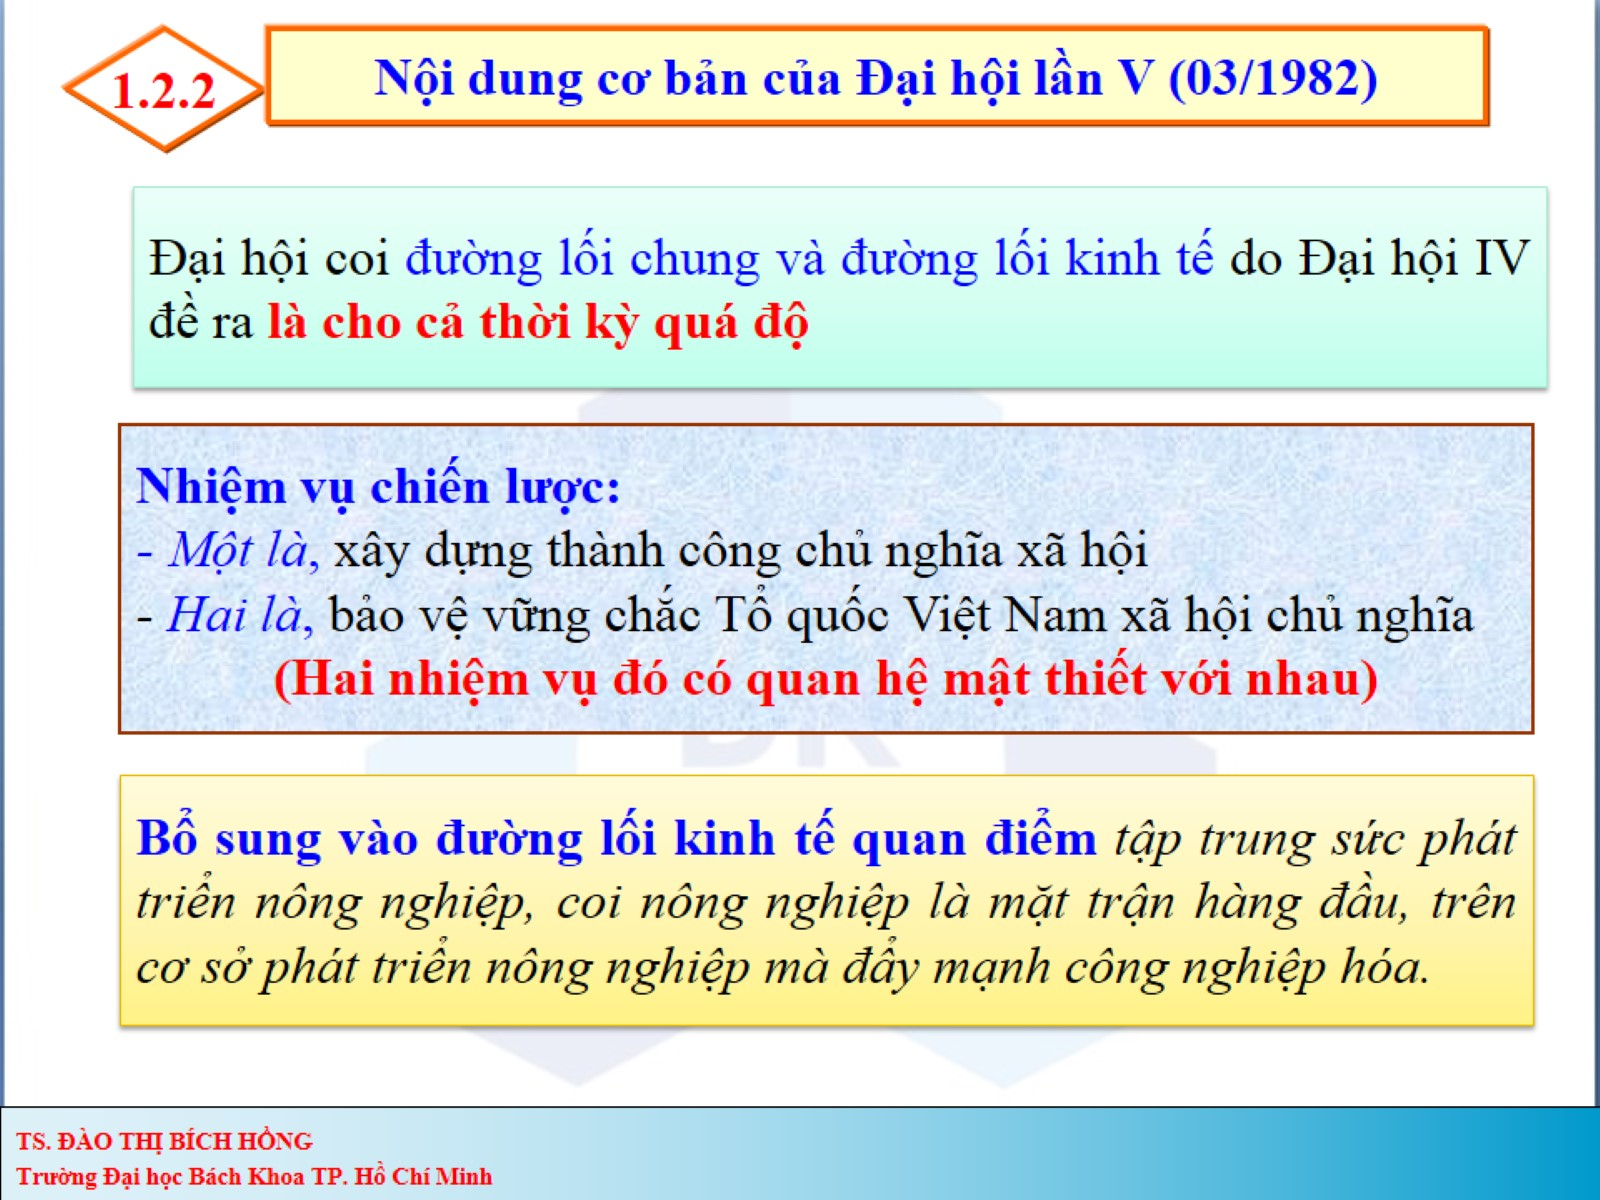 1.2.2
Nội dung cơ bản của Đại hội lần V (03/1982)
Đại hội coi đường lối chung và đường lối kinh tế do Đại hội IV
đề ra là cho cả thời kỳ quá độ
Nhiệm vụ chiến lược:
- Một là, xây dựng thành công chủ nghĩa xã hội
- Hai là, bảo vệ vững chắc Tổ quốc Việt Nam xã hội chủ nghĩa
(Hai nhiệm vụ đó có quan hệ mật thiết với nhau)
BK
Bổ sung vào đường lối kinh tế quan điểm tập trung sức phát
triển nông nghiệp, coi nông nghiệp là mặt trận hàng đầu, trên
cơ sở phát triển nông nghiệp mà đẩy mạnh công nghiệp hóa.
TS. ĐÀO THỊ BÍCH HỒNG
Trường Đại học Bách Khoa TP. Hồ Chí Minh